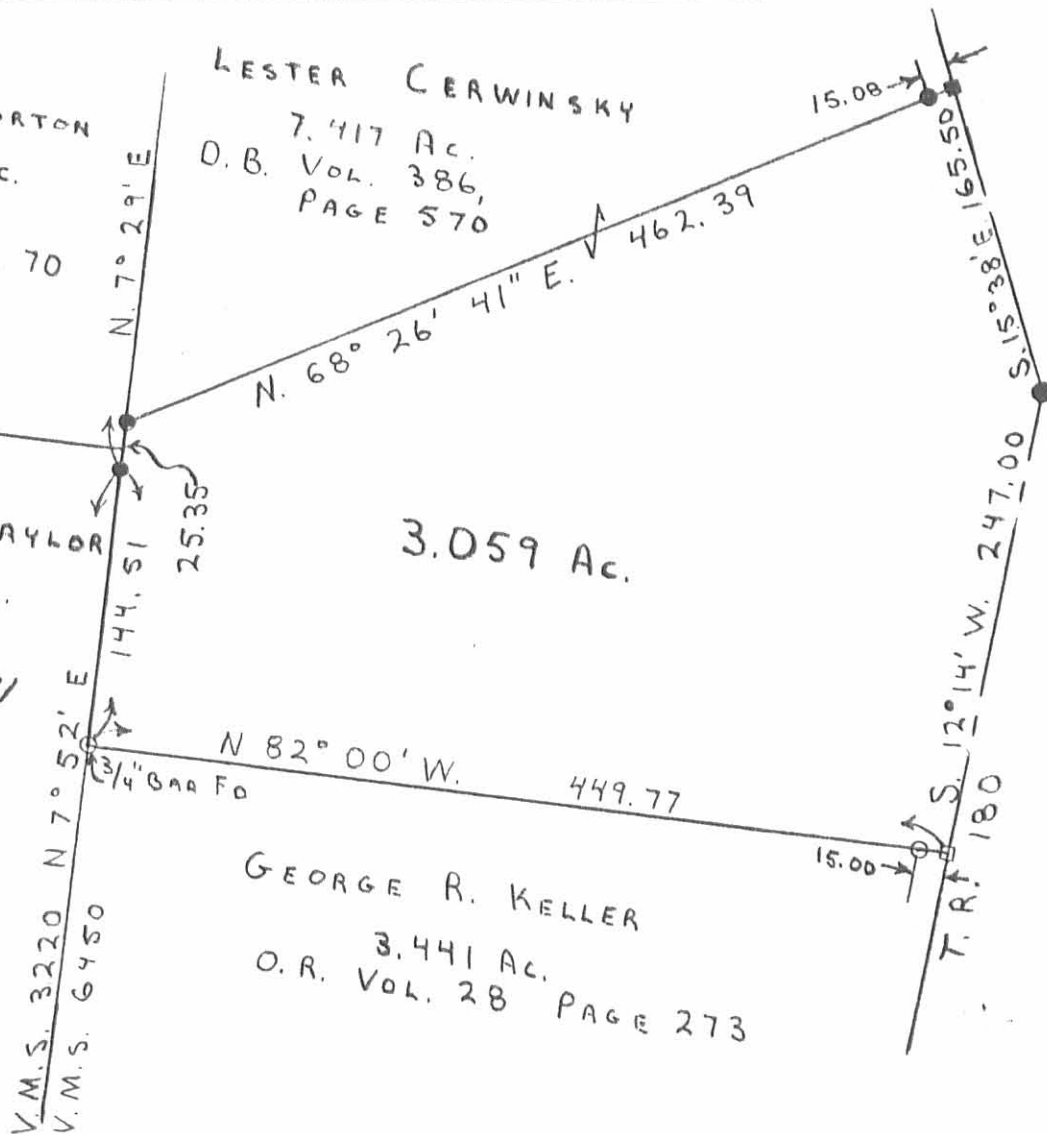 LESTER CERWINSKY
7.417 Ac.
D.B. VOL. 386,
PAGE 570
RTON
C.
70
N. 7° 29' E
15.08
N. 68° 26' 41" E. 462.39
S. 15° 38' E. 165.50
25.35
AYLOR
3.059 Ac.
144.51
N 7° 52' E
3/4" BAR FD
N 82° 00' W. 449.77
S. 12° 14' W. 247.00
15.00
T.R. 180
GEORGE R. KELLER
3.441 Ac.
O.R. VOL. 28 PAGE 273
V.M.S. 3220
V.M.S. 6450